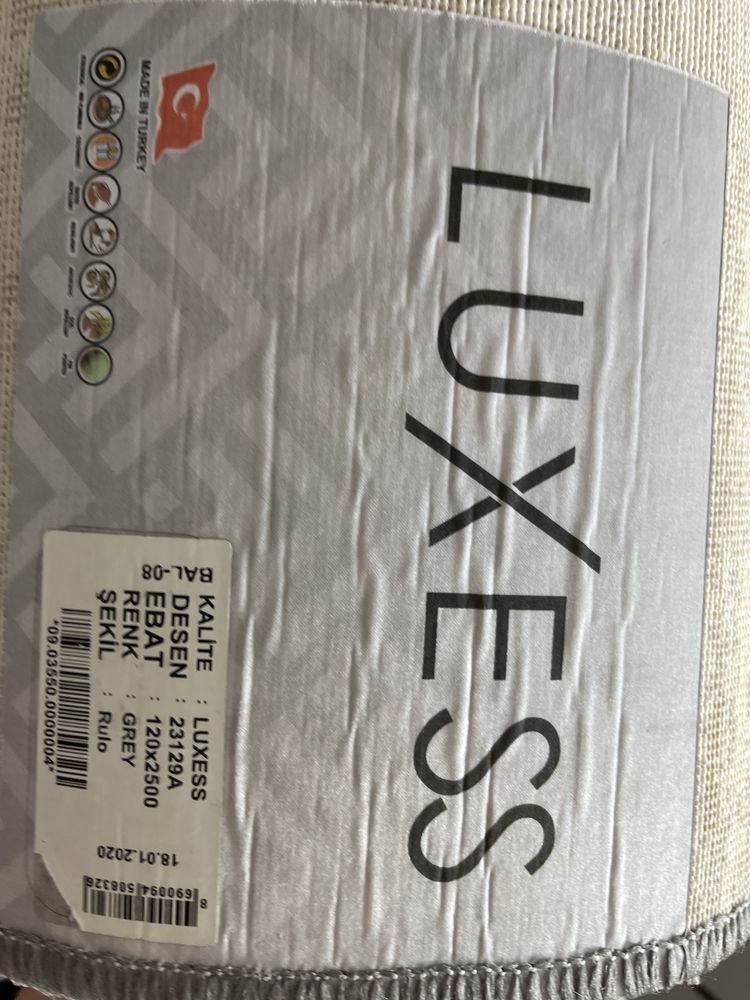 LUXESS
MADE IN TURKEY
KALİTE : LUXESS
DESEN : 23129A
EBAT : 120x2500
RENK : GREY
ŞEKİL : Rulo
BAL-08
18.01.2020
*09.03550.0000004*
8 690094 508326